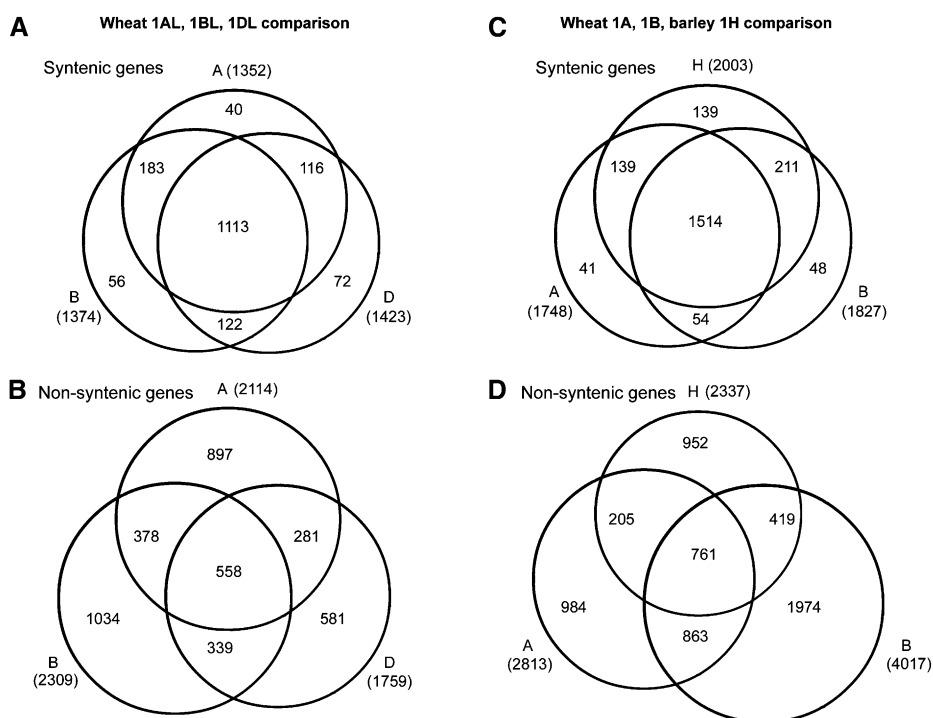 A
Wheat 1AL, 1BL, 1DL comparison
Syntenic genes
A (1352)
40
183
116
1113
56
72
B
(1374)
D
(1423)
122
C
Wheat 1A, 1B, barley 1H comparison
Syntenic genes
H (2003)
139
139
211
1514
41
48
A
(1748)
B
(1827)
54
B
Non-syntenic genes
A (2114)
897
378
281
558
1034
581
339
B
(2309)
D
(1759)
D
Non-syntenic genes
H (2337)
952
205
419
761
984
1974
863
A
(2813)
B
(4017)